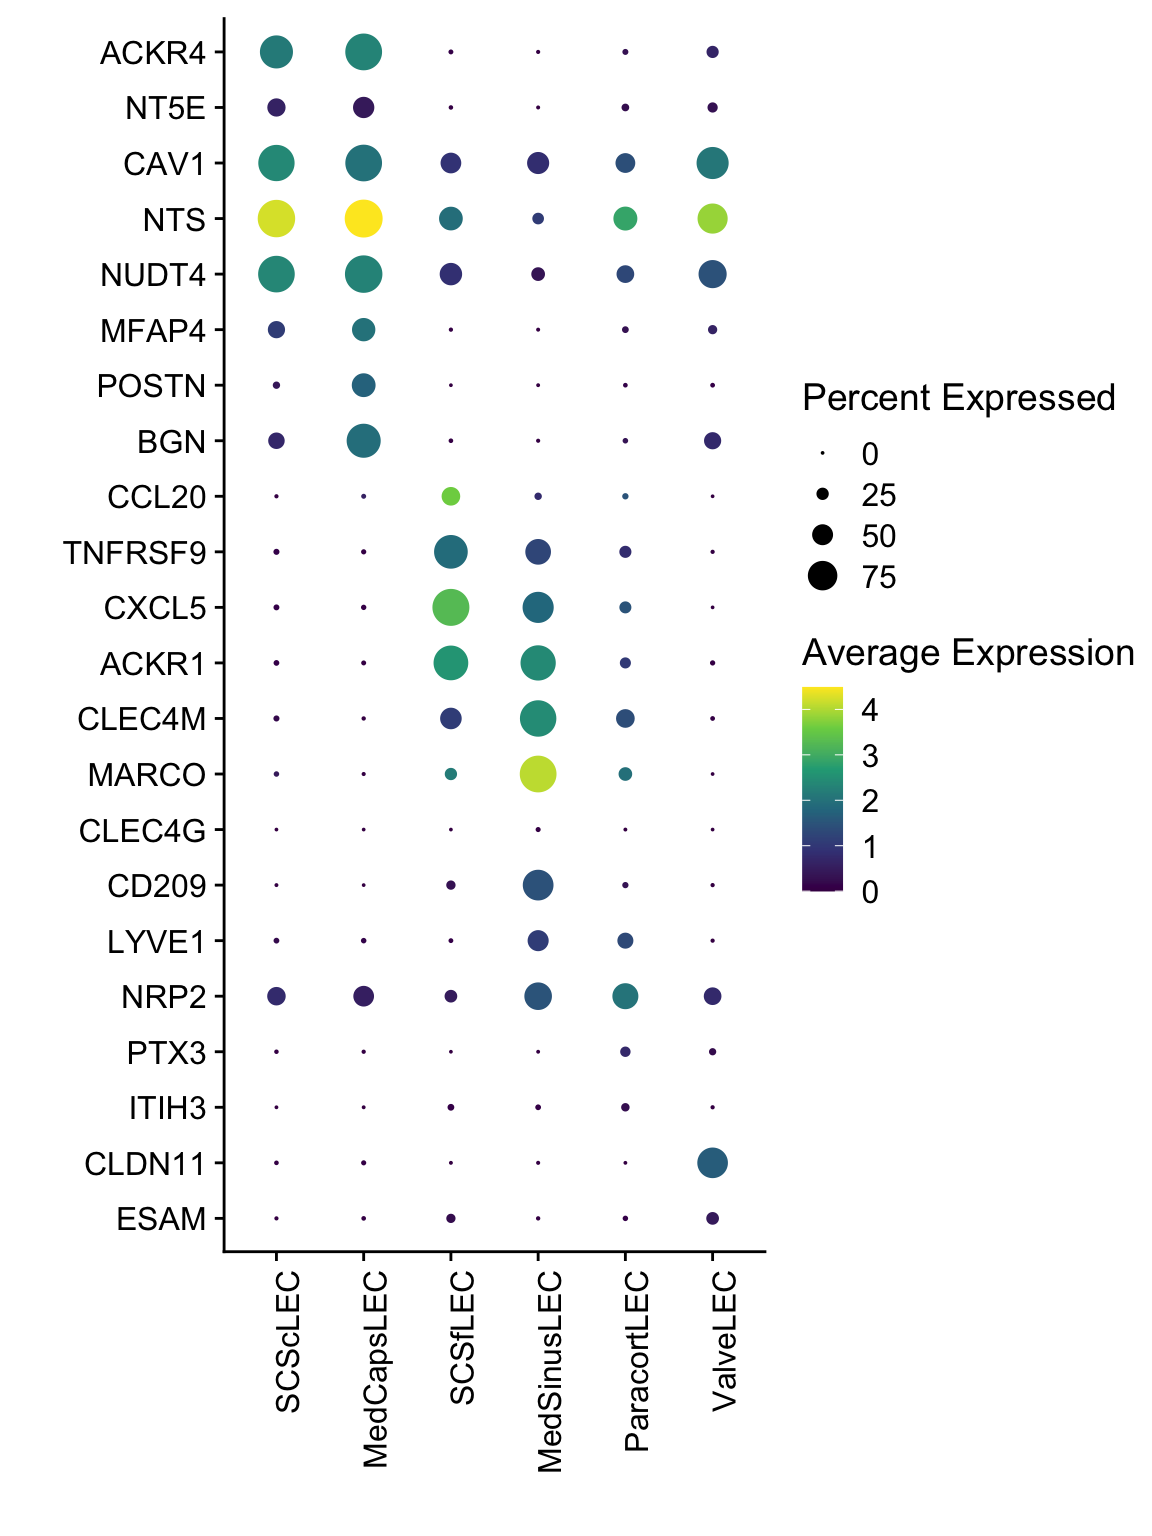 ACKR4
NT5E
CAV1
NTS
NUDT4
MFAP4
POSTN
BGN
CCL20
TNFRSF9
CXCL5
ACKR1
CLEC4M
MARCO
CLEC4G
CD209
LYVE1
NRP2
PTX3
ITIH3
CLDN11
ESAM
SCScLEC
MedCapsLEC
SCSfLEC
MedSinusLEC
ParacortLEC
ValveLEC
Percent Expressed
0
25
50
75
Average Expression
4
3
2
1
0